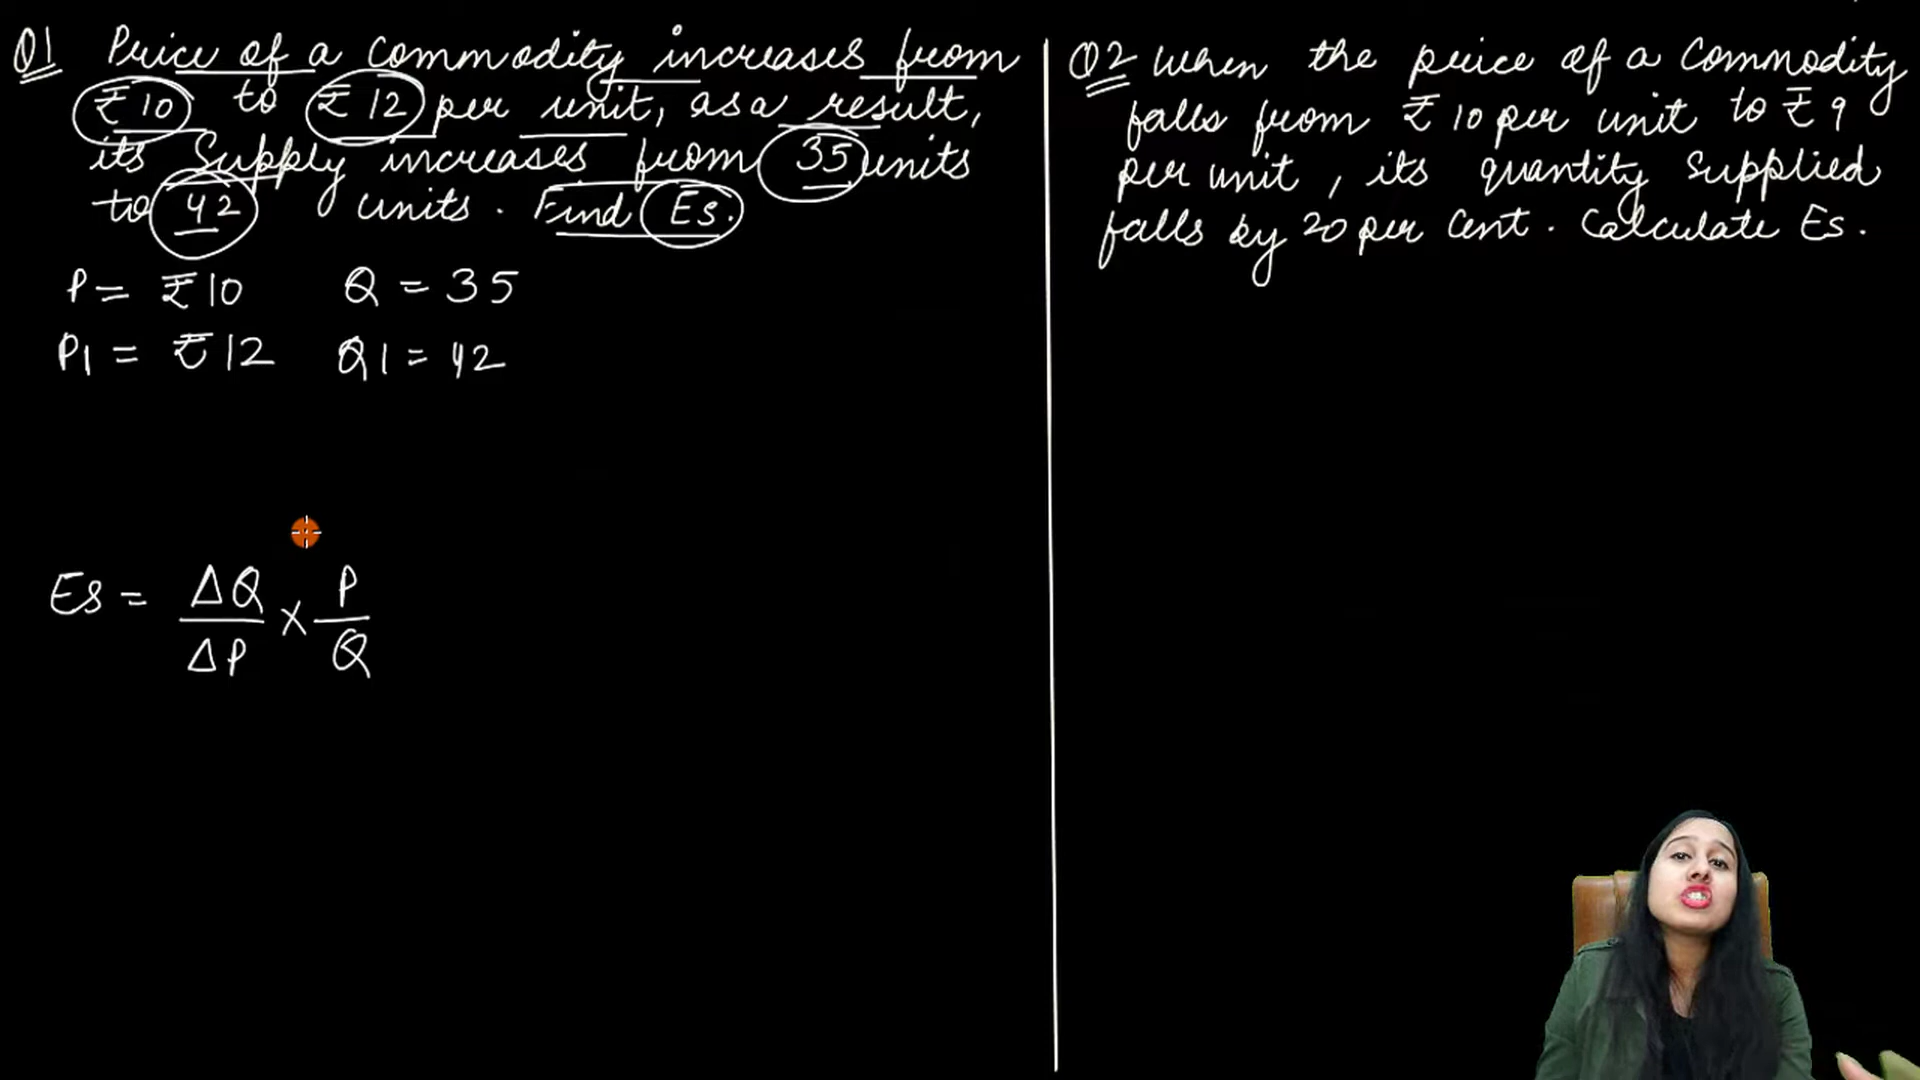 Q1 Price of a Commodity increases from
₹10 to ₹12 per unit, as a result,
its Supply increases from 35 units
to 42 units. Find Es.
P = ₹10 Q = 35
P1 = ₹12 Q1 = 42
Es = ΔQ/ΔP × P/Q
Q2 When the price of a Commodity
falls from ₹10 per unit to ₹9
per unit, its quantity Supplied
falls by 20 per Cent. Calculate Es.